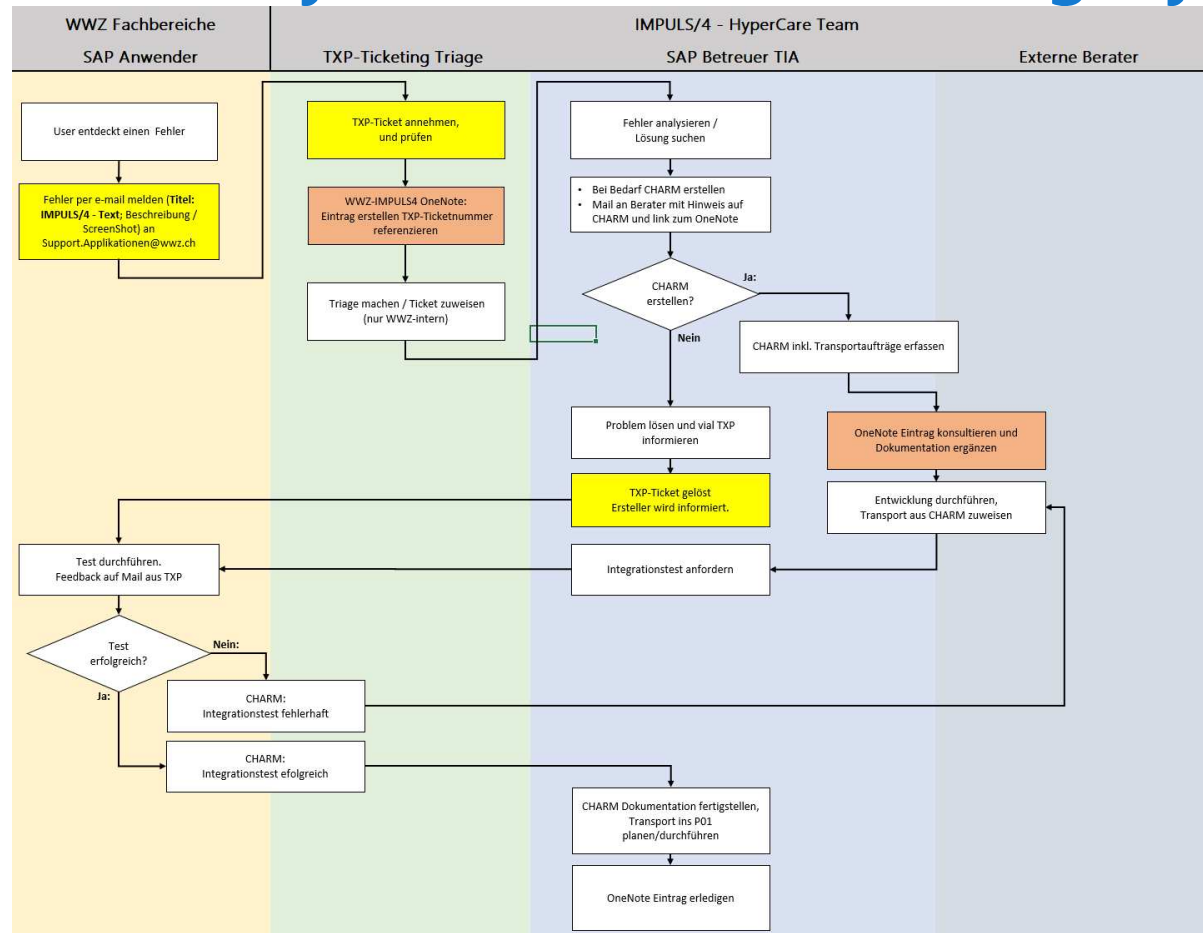 WWZ Fachbereiche
IMPULS/4 - HyperCare Team
SAP Anwender
TXP-Ticketing Triage
SAP Betreuer TIA
Externe Berater
User entdeckt einen Fehler
Fehler per e-mail melden (Titel:
IMPULS/4 - Text; Beschreibung /
ScreenShot) an
Support.Applikationen@wwz.ch
TXP-Ticket annehmen,
und prüfen
WWZ-IMPULS4 OneNote:
Eintrag erstellen TXP-Ticketnummer
referenzieren
Triage machen / Ticket zuweisen
(nur WWZ-intern)
Fehler analysieren /
Lösung suchen
• Bei Bedarf CHARM erstellen
• Mail an Berater mit Hinweis auf
CHARM und link zum OneNote
CHARM
erstellen?
Ja:
Nein
CHARM inkl. Transportaufträge erfassen
Problem lösen und vial TXP
informieren
OneNote Eintrag konsultieren und
Dokumentation ergänzen
TXP-Ticket gelöst
Ersteller wird informiert.
Entwicklung durchführen,
Transport aus CHARM zuweisen
Integrationstest anfordern
Test durchführen.
Feedback auf Mail aus TXP
Test
erfolgreich?
Nein:
Ja:
CHARM:
Integrationstest fehlerhaft
CHARM:
Integrationstest efolgreich
CHARM Dokumentation fertigstellen,
Transport ins P01
planen/durchführen
OneNote Eintrag erledigen